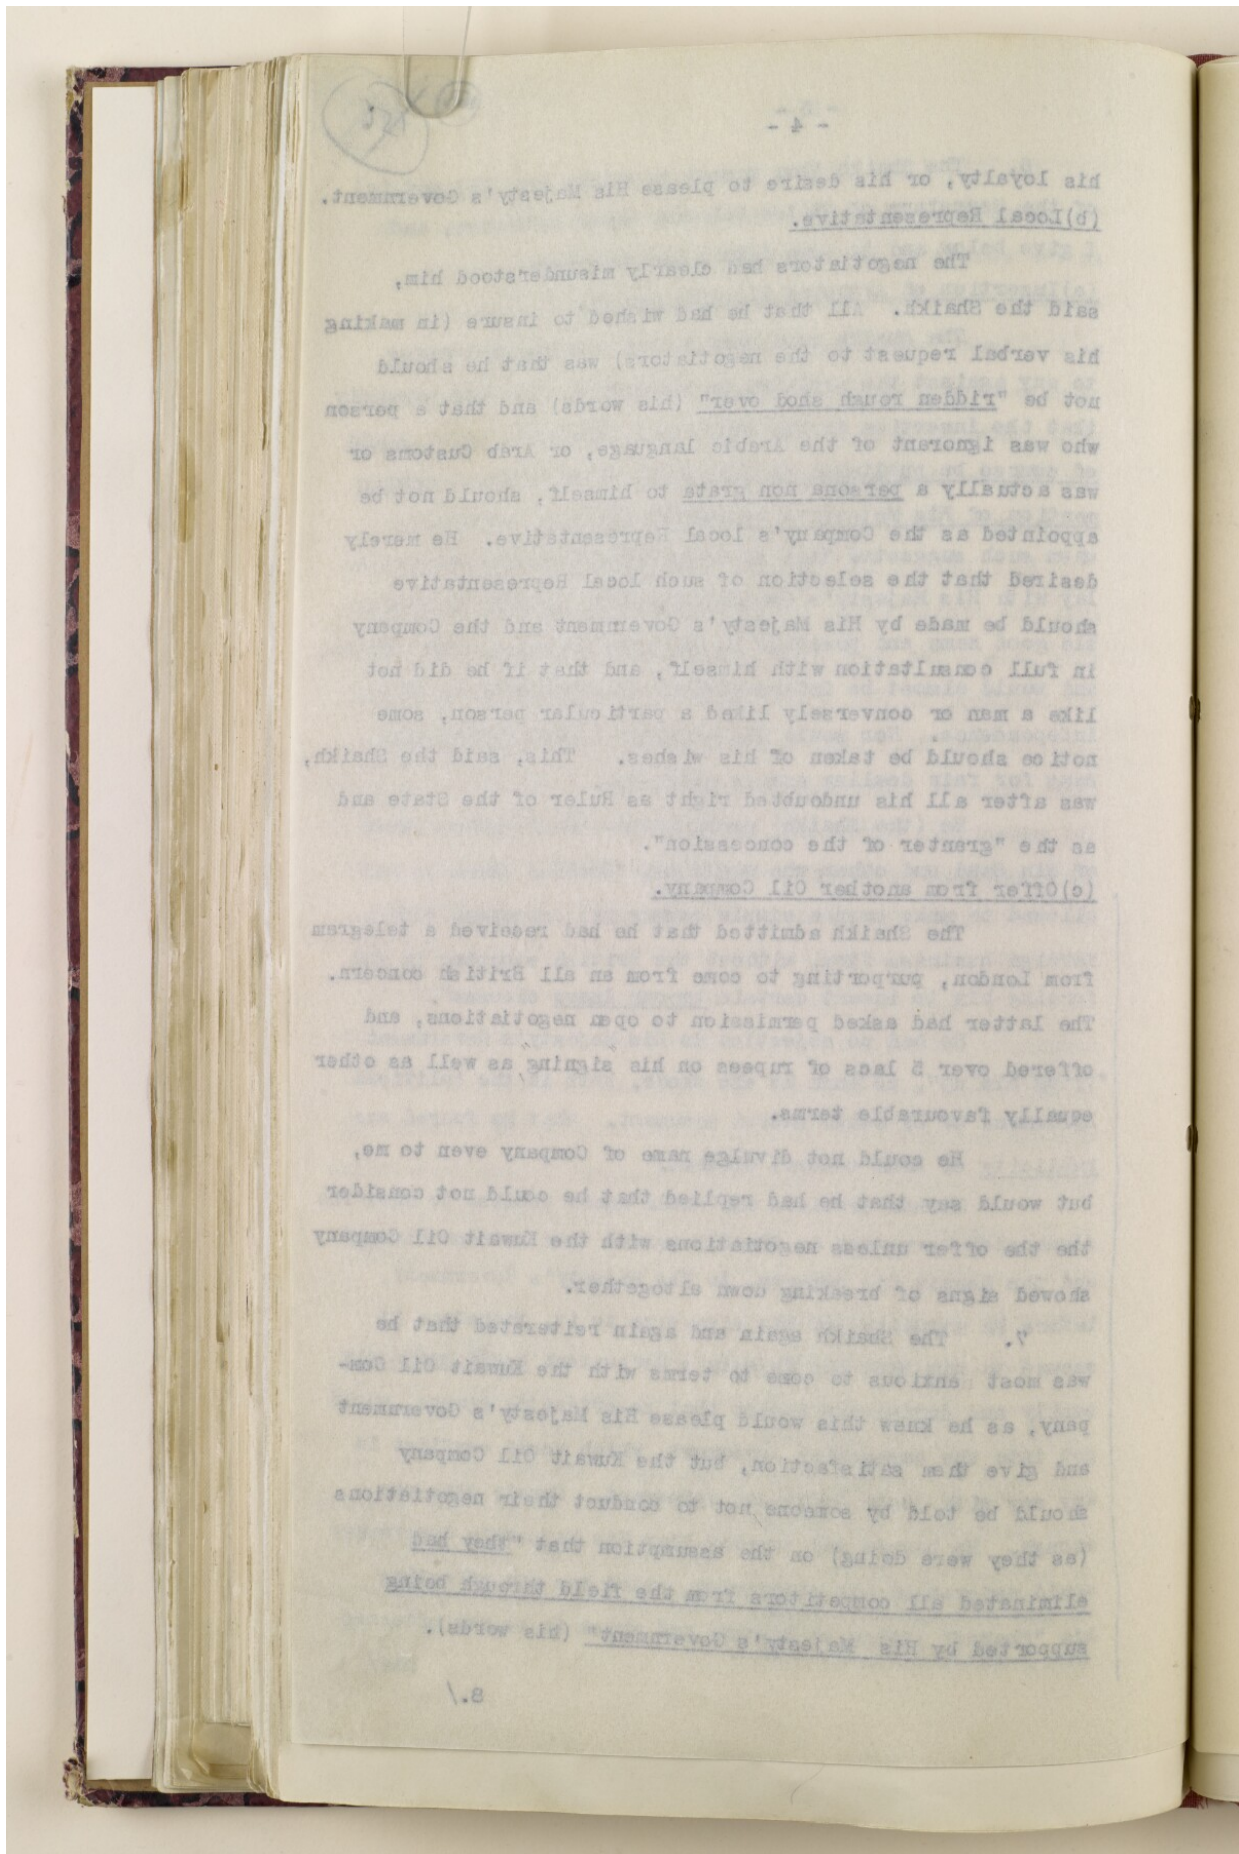 - 4 -
his loyalty, or his desire to please His Majesty's Government.
(b)Local Representative.
The negotiators had clearly misunderstood him,
said the Shaikh. All that he had wished to insure (in making
his verbal request to the negotiators) was that he should
not be "ridden rough shod over" (his words) and that a person
who was ignorant of the Arabic language, or Arab Customs or
was actually a persona non grata to himself, should not be
appointed as the Company's local Representative. He merely
desired that the selection of such local Representative
should be made by His Majesty's Government and the Company
in full consultation with himself, and that if he did not
like a man or conversely liked a particular person, some
notice should be taken of his wishes. This, said the Shaikh,
was after all his undoubted right as Ruler of the State and
as the "granter of the concession".
(c)Offer from another Oil Company.
The Shaikh admitted that he had received a telegram
from London, purporting to come from an all British concern.
The latter had asked permission to open negotiations, and
offered over 5 lacs of rupees on his "signing" as well as other
equally favourable terms.
He could not divulge name of Company even to me,
but would say that he had replied that he could not consider
the the offer unless negotiations with the Kuwait Oil Company
showed signs of breaking down altogether.
7. The Shaikh again and again reiterated that he
was most anxious to come to terms with the Kuwait Oil Com-
pany, as he knew this would please His Majesty's Government
and give them satisfaction, but the Kuwait Oil Company
should be told by someone not to conduct their negotiations
(as they were doing) on the assumption that "they had
eliminated all competitors from the field through being
supported by His Majesty's Government" (his words).
8./